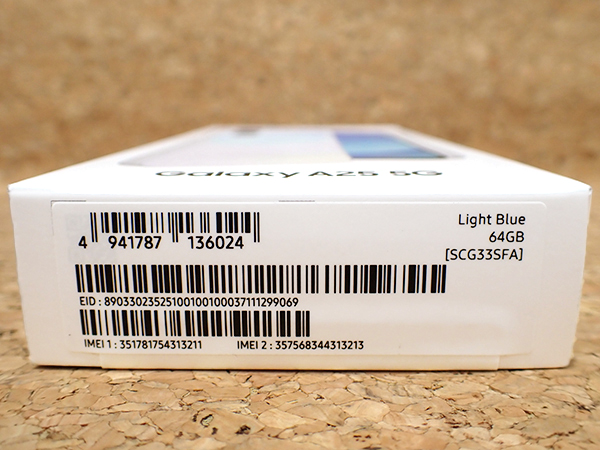 Galaxy A25 5G
Light Blue
64GB
[SCG33SFA]
4 941787 136024
EID : 89033023525100100100037111299069
IMEI 1 : 351781754313211 IMEI 2 : 357568344313213